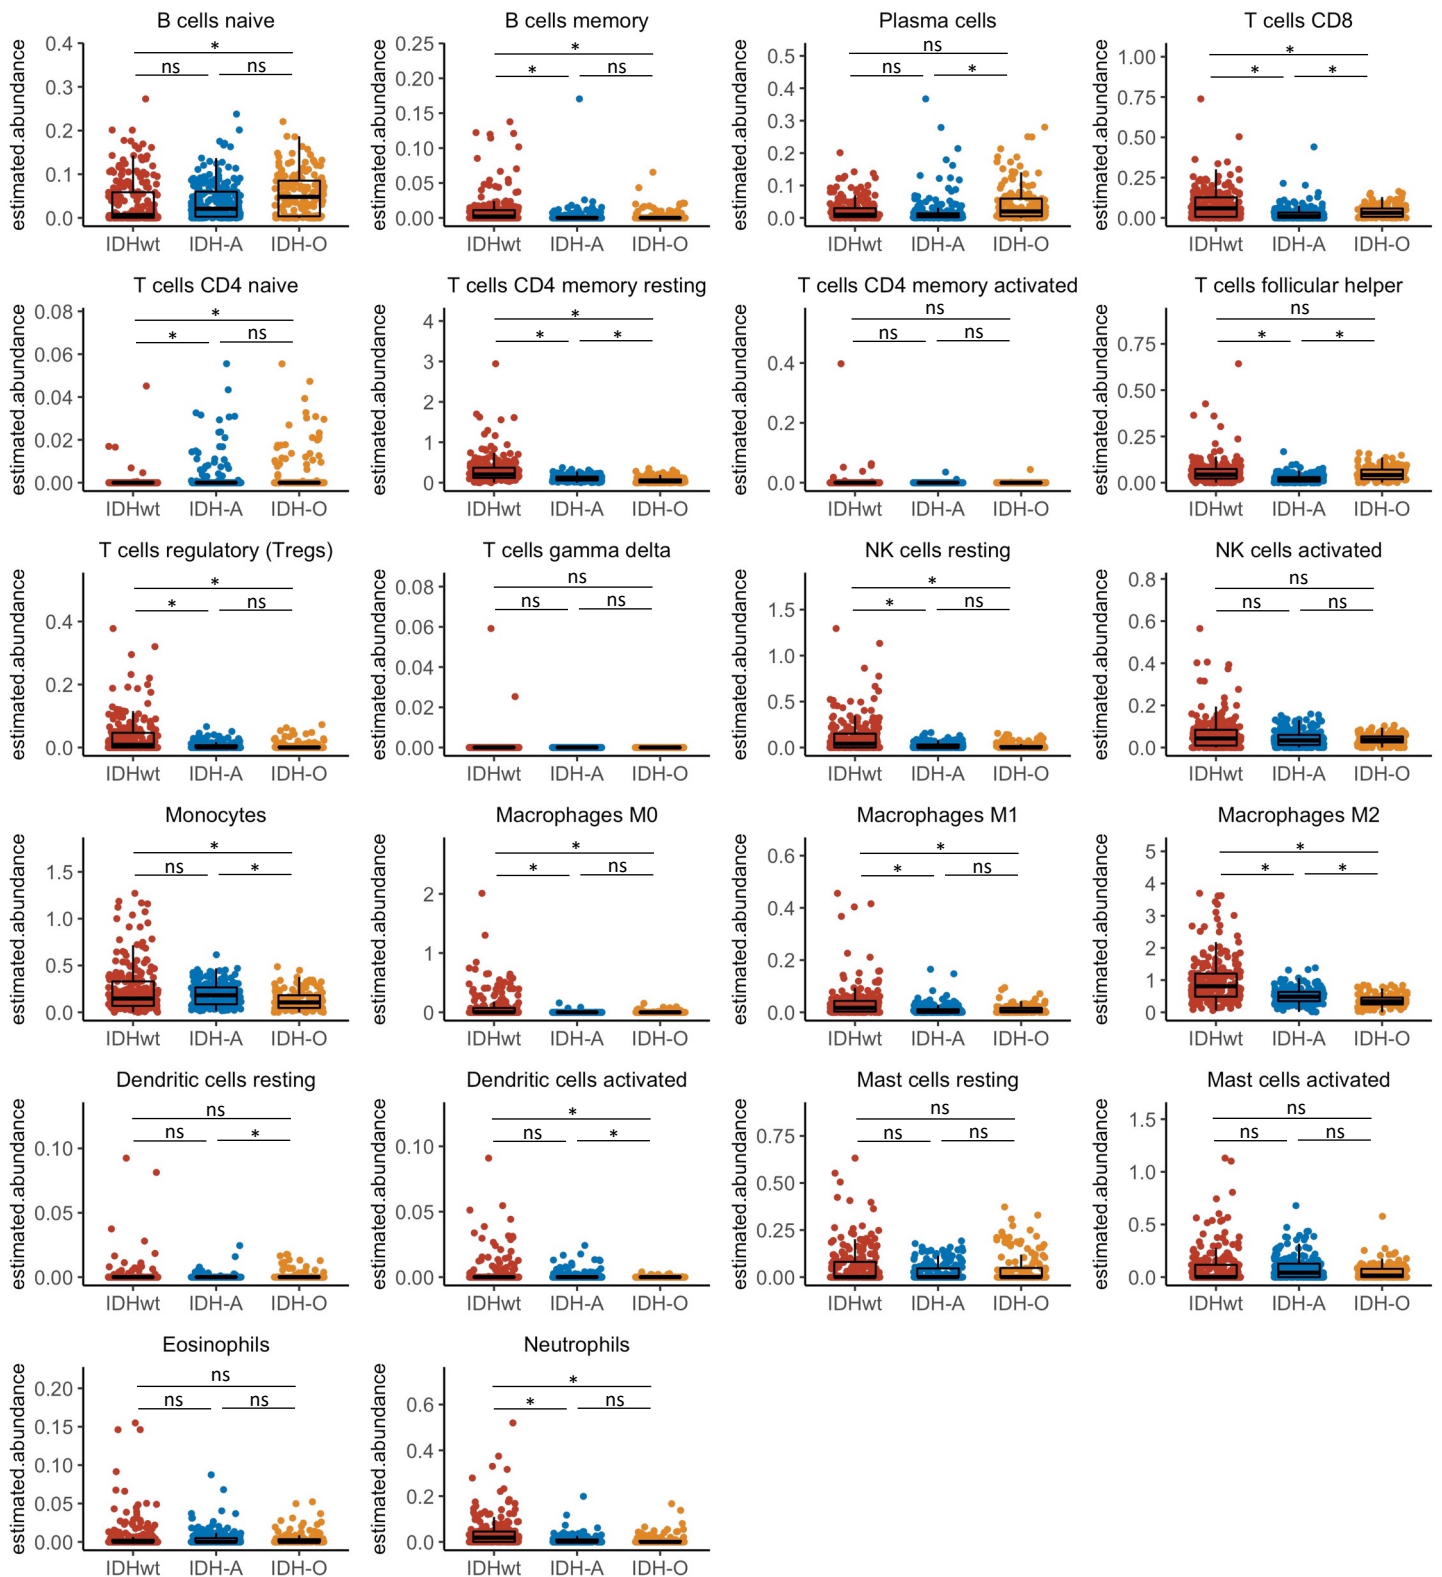 B cells naive
estimated.abundance
0.4
0.3
0.2
0.1
0.0
*
ns
ns
IDHwt
IDH-A
IDH-O
B cells memory
estimated.abundance
0.25
0.20
0.15
0.10
0.05
0.00
*
*
ns
IDHwt
IDH-A
IDH-O
Plasma cells
estimated.abundance
0.5
0.4
0.3
0.2
0.1
0.0
ns
ns
*
IDHwt
IDH-A
IDH-O
T cells CD8
estimated.abundance
1.00
0.75
0.50
0.25
0.00
*
*
*
IDHwt
IDH-A
IDH-O
T cells CD4 naive
estimated.abundance
0.08
0.06
0.04
0.02
0.00
*
*
ns
IDHwt
IDH-A
IDH-O
T cells CD4 memory resting
estimated.abundance
4
3
2
1
0
*
*
*
IDHwt
IDH-A
IDH-O
T cells CD4 memory activated
estimated.abundance
0.4
0.2
0.0
ns
ns
ns
IDHwt
IDH-A
IDH-O
T cells follicular helper
estimated.abundance
0.75
0.50
0.25
0.00
ns
*
*
IDHwt
IDH-A
IDH-O
T cells regulatory (Tregs)
estimated.abundance
0.4
0.2
0.0
*
*
ns
IDHwt
IDH-A
IDH-O
T cells gamma delta
estimated.abundance
0.08
0.06
0.04
0.02
0.00
ns
ns
ns
IDHwt
IDH-A
IDH-O
NK cells resting
estimated.abundance
1.5
1.0
0.5
0.0
*
*
ns
IDHwt
IDH-A
IDH-O
NK cells activated
estimated.abundance
0.8
0.6
0.4
0.2
0.0
ns
ns
ns
IDHwt
IDH-A
IDH-O
Monocytes
estimated.abundance
1.5
1.0
0.5
0.0
*
ns
*
IDHwt
IDH-A
IDH-O
Macrophages M0
estimated.abundance
2
1
0
*
*
ns
IDHwt
IDH-A
IDH-O
Macrophages M1
estimated.abundance
0.6
0.4
0.2
0.0
*
*
ns
IDHwt
IDH-A
IDH-O
Macrophages M2
estimated.abundance
5
4
3
2
1
0
*
*
*
IDHwt
IDH-A
IDH-O
Dendritic cells resting
estimated.abundance
0.10
0.05
0.00
ns
ns
*
IDHwt
IDH-A
IDH-O
Dendritic cells activated
estimated.abundance
0.10
0.05
0.00
*
ns
*
IDHwt
IDH-A
IDH-O
Mast cells resting
estimated.abundance
0.75
0.50
0.25
0.00
ns
ns
ns
IDHwt
IDH-A
IDH-O
Mast cells activated
estimated.abundance
1.5
1.0
0.5
0.0
ns
ns
ns
IDHwt
IDH-A
IDH-O
Eosinophils
estimated.abundance
0.20
0.15
0.10
0.05
0.00
ns
ns
ns
IDHwt
IDH-A
IDH-O
Neutrophils
estimated.abundance
0.6
0.4
0.2
0.0
*
*
ns
IDHwt
IDH-A
IDH-O